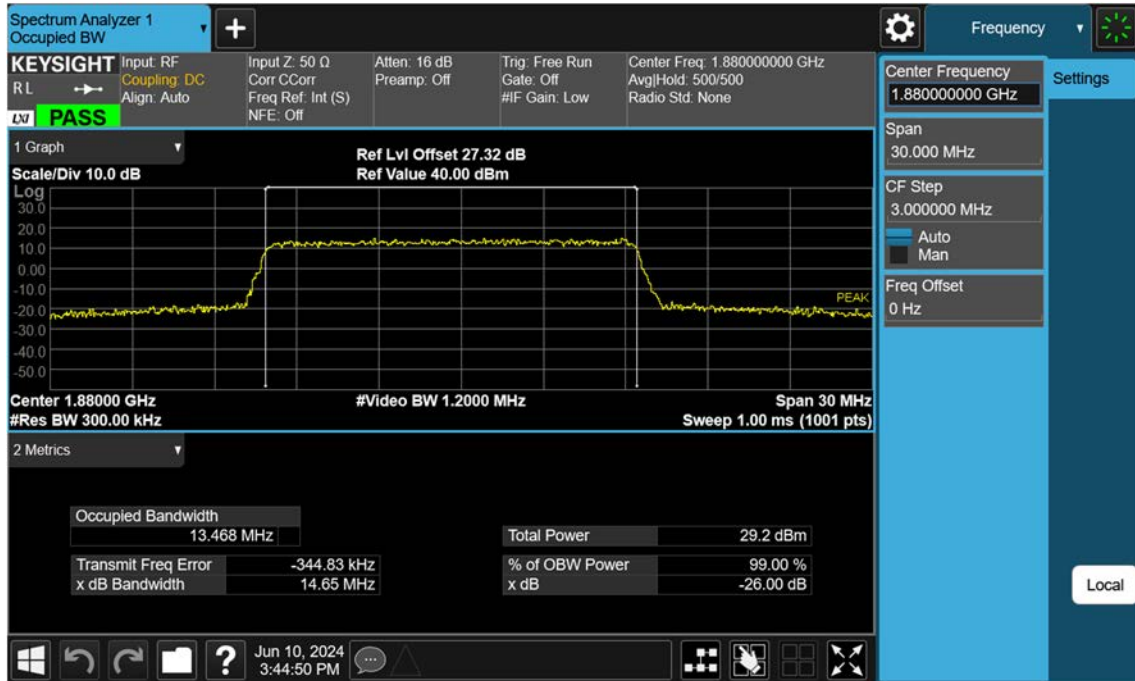 Spectrum Analyzer 1
Occupied BW
Frequency
KEYSIGHT
R L
LXI PASS
Input: RF
Coupling: DC
Align: Auto
Input Z: 50 Ω
Corr CCorr
Freq Ref: Int (S)
NFE: Off
Atten: 16 dB
Preamp: Off
Trig: Free Run
Gate: Off
#IF Gain: Low
Center Freq: 1.880000000 GHz
Avg|Hold: 500/500
Radio Std: None
1 Graph
Scale/Div 10.0 dB
Ref Lvl Offset 27.32 dB
Ref Value 40.00 dBm
Log
30.0
20.0
10.0
0.00
-10.0
-20.0
-30.0
-40.0
-50.0
PEAK
Center 1.88000 GHz
#Video BW 1.2000 MHz
Span 30 MHz
#Res BW 300.00 kHz
Sweep 1.00 ms (1001 pts)
2 Metrics
Occupied Bandwidth
13.468 MHz
Total Power 29.2 dBm
Transmit Freq Error -344.83 kHz
% of OBW Power 99.00 %
x dB Bandwidth 14.65 MHz
x dB -26.00 dB
Center Frequency
1.880000000 GHz
Settings
Span
30.000 MHz
CF Step
3.000000 MHz
Auto
Man
Freq Offset
0 Hz
Local
?
Jun 10, 2024
3:44:50 PM